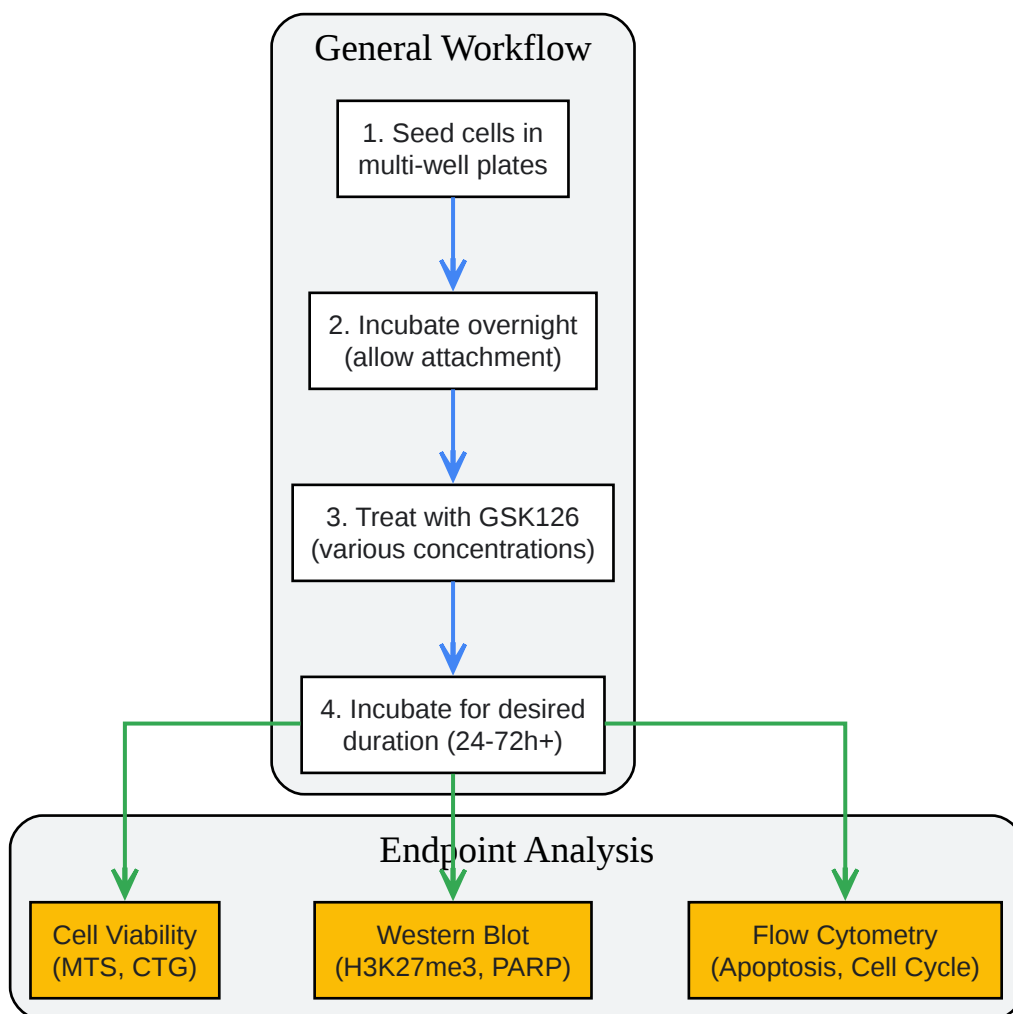 General Workflow
1. Seed cells in
multi-well plates
2. Incubate overnight
(allow attachment)
3. Treat with GSK126
(various concentrations)
4. Incubate for desired
duration (24-72h+)
Endpoint Analysis
Cell Viability
(MTS, CTG)
Western Blot
(H3K27me3, PARP)
Flow Cytometry
(Apoptosis, Cell Cycle)